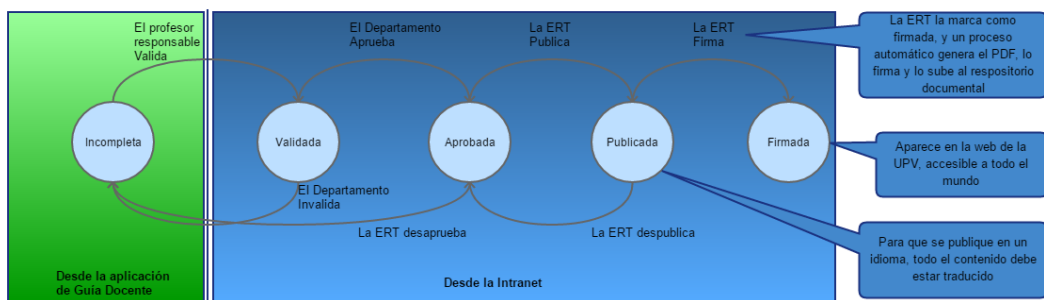 El profesor
responsable
Valida
El Departamento
Aprueba
La ERT
Publica
La ERT
Firma
La ERT la marca como
firmada, y un proceso
automático genera el PDF, lo
firma y lo sube al respositorio
documental
Incompleta
Validada
Aprobada
Publicada
Firmada
Aparece en la web de la
UPV, accesible a todo el
mundo
El Departamento
Invalida
La ERT desaprueba
La ERT despublica
Para que se publique en un
idioma, todo el contenido debe
estar traducido
Desde la aplicación
de Guía Docente
Desde la Intranet